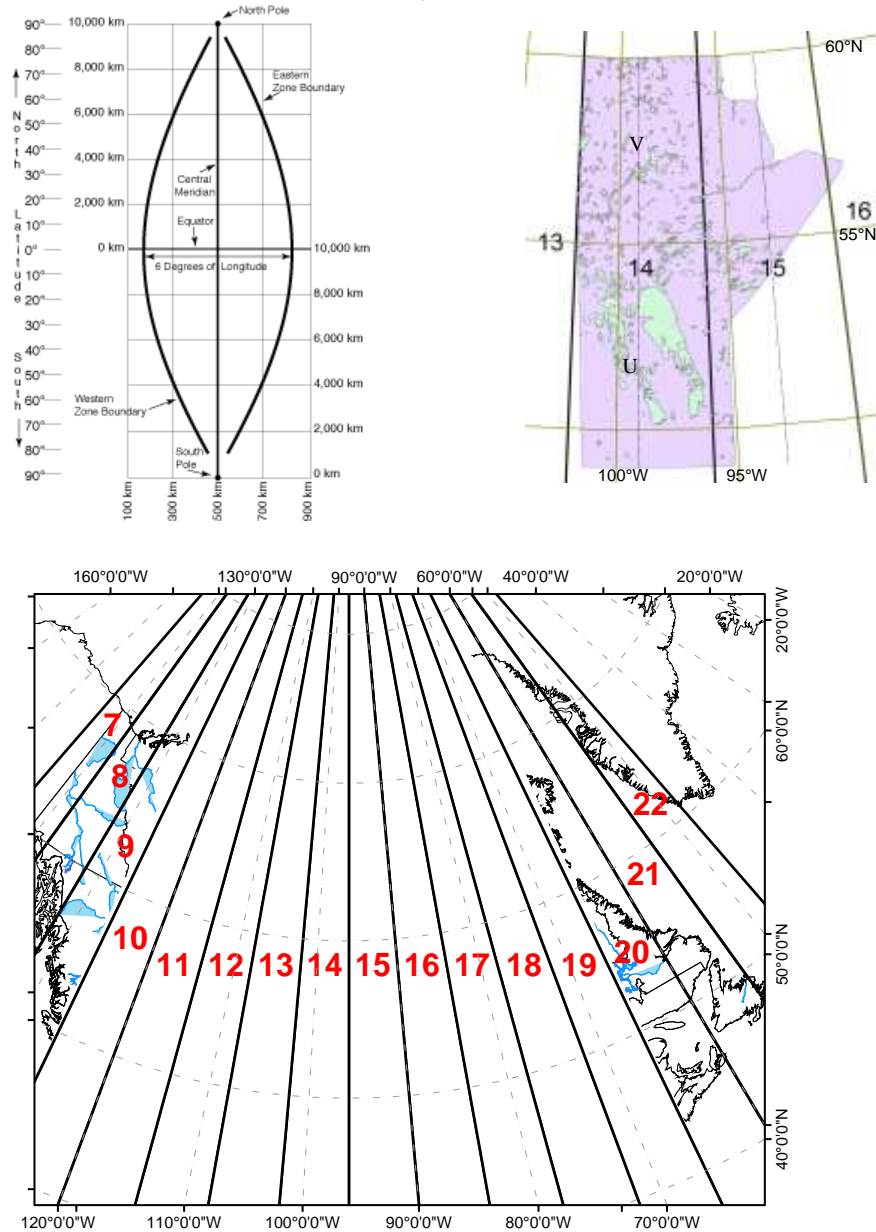 North Pole
90°
80°
70°
60°
50°
40°
30°
20°
10°
0°
10°
20°
30°
40°
50°
60°
70°
80°
90°
North
Latitude
South
10,000 km
8,000 km
6,000 km
4,000 km
2,000 km
0 km
Eastern
Zone Boundary
Central
Meridian
Equator
6 Degrees of Longitude
10,000 km
8,000 km
6,000 km
4,000 km
2,000 km
0 km
Western
Zone Boundary
South
Pole
100 km
300 km
500 km
700 km
900 km
60°N
V
16
13
55°N
14
15
U
100°W
95°W
160°0'0"W
130°0'0"W
90°0'0"W
60°0'0"W
40°0'0"W
20°0'0"W
20°0'0"W
60°0'0"N
50°0'0"N
40°0'0"N
7
8
9
10
11
12
13
14
15
16
17
18
19
20
21
22
120°0'0"W
110°0'0"W
100°0'0"W
90°0'0"W
80°0'0"W
70°0'0"W